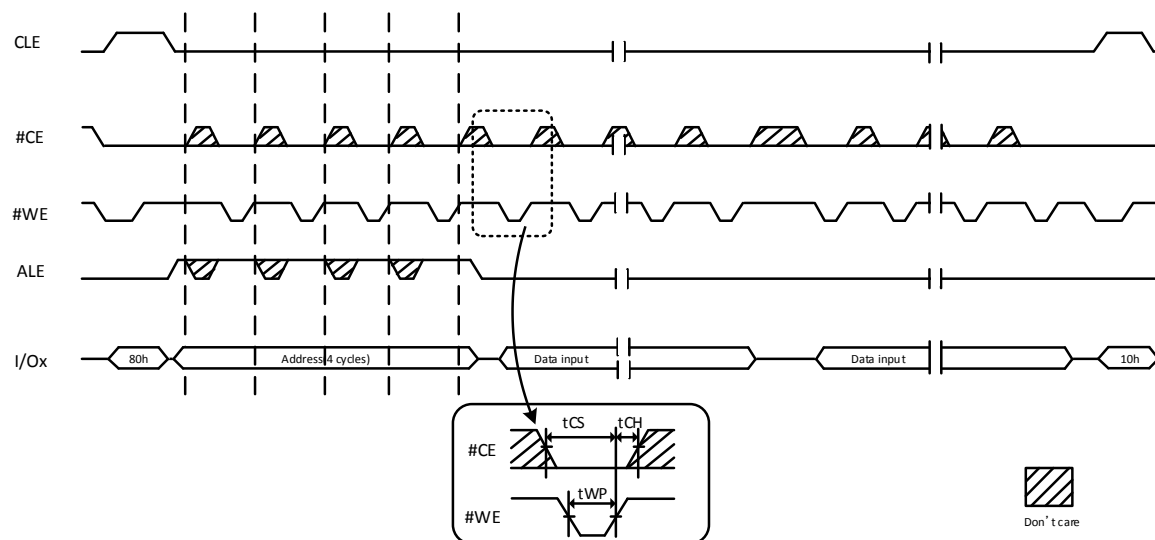 CLE
#CE
#WE
ALE
I/Ox
80h
Address(4 cycles)
Data input
Data input
10h
tCS
tCH
#CE
tWP
#WE
Don't care